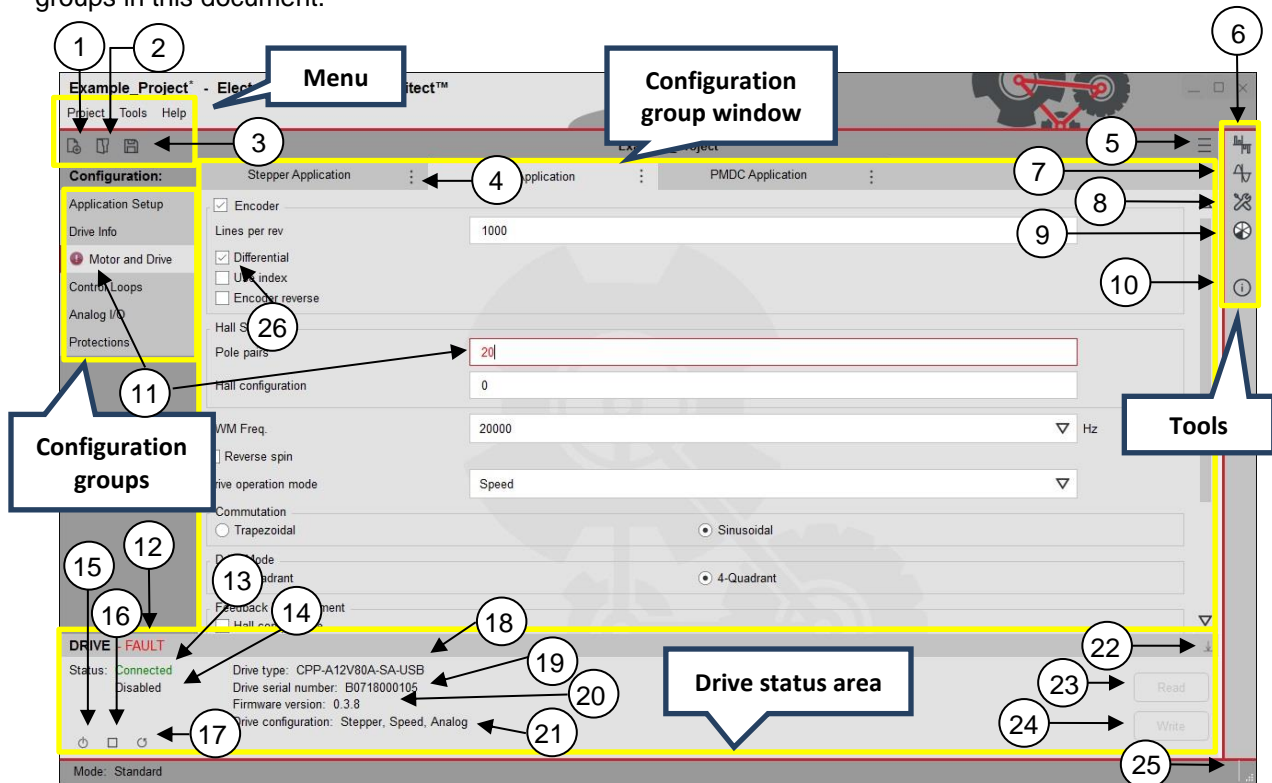 groups in this document.
1
2
6
Menu
Configuration
group window
Example_Project* - Elect itect™
Project Tools Help
3
5
Configuration:
Stepper Application
4
pplication
PMDC Application
7
8
9
10
Application Setup
Drive Info
Motor and Drive
Control Loops
Analog I/O
Protections
Encoder
Lines per rev
1000
Differential
Use index
Encoder reverse
26
Hall S
Pole pairs
20
11
Hall configuration
0
Configuration
groups
Tools
WM Freq.
20000
Hz
Reverse spin
rive operation mode
Speed
Commutation
Trapezoidal
Sinusoidal
Mode
adrant
4-Quadrant
Feedback ment
12
13
14
15
16
18
DRIVE - FAULT
Status: Connected
Disabled
Drive type: CPP-A12V80A-SA-USB
Drive serial number: B0718000105
Firmware version: 0.3.8
Drive configuration: Stepper, Speed, Analog
19
20
21
17
Drive status area
22
23
24
Read
Write
25
Mode: Standard